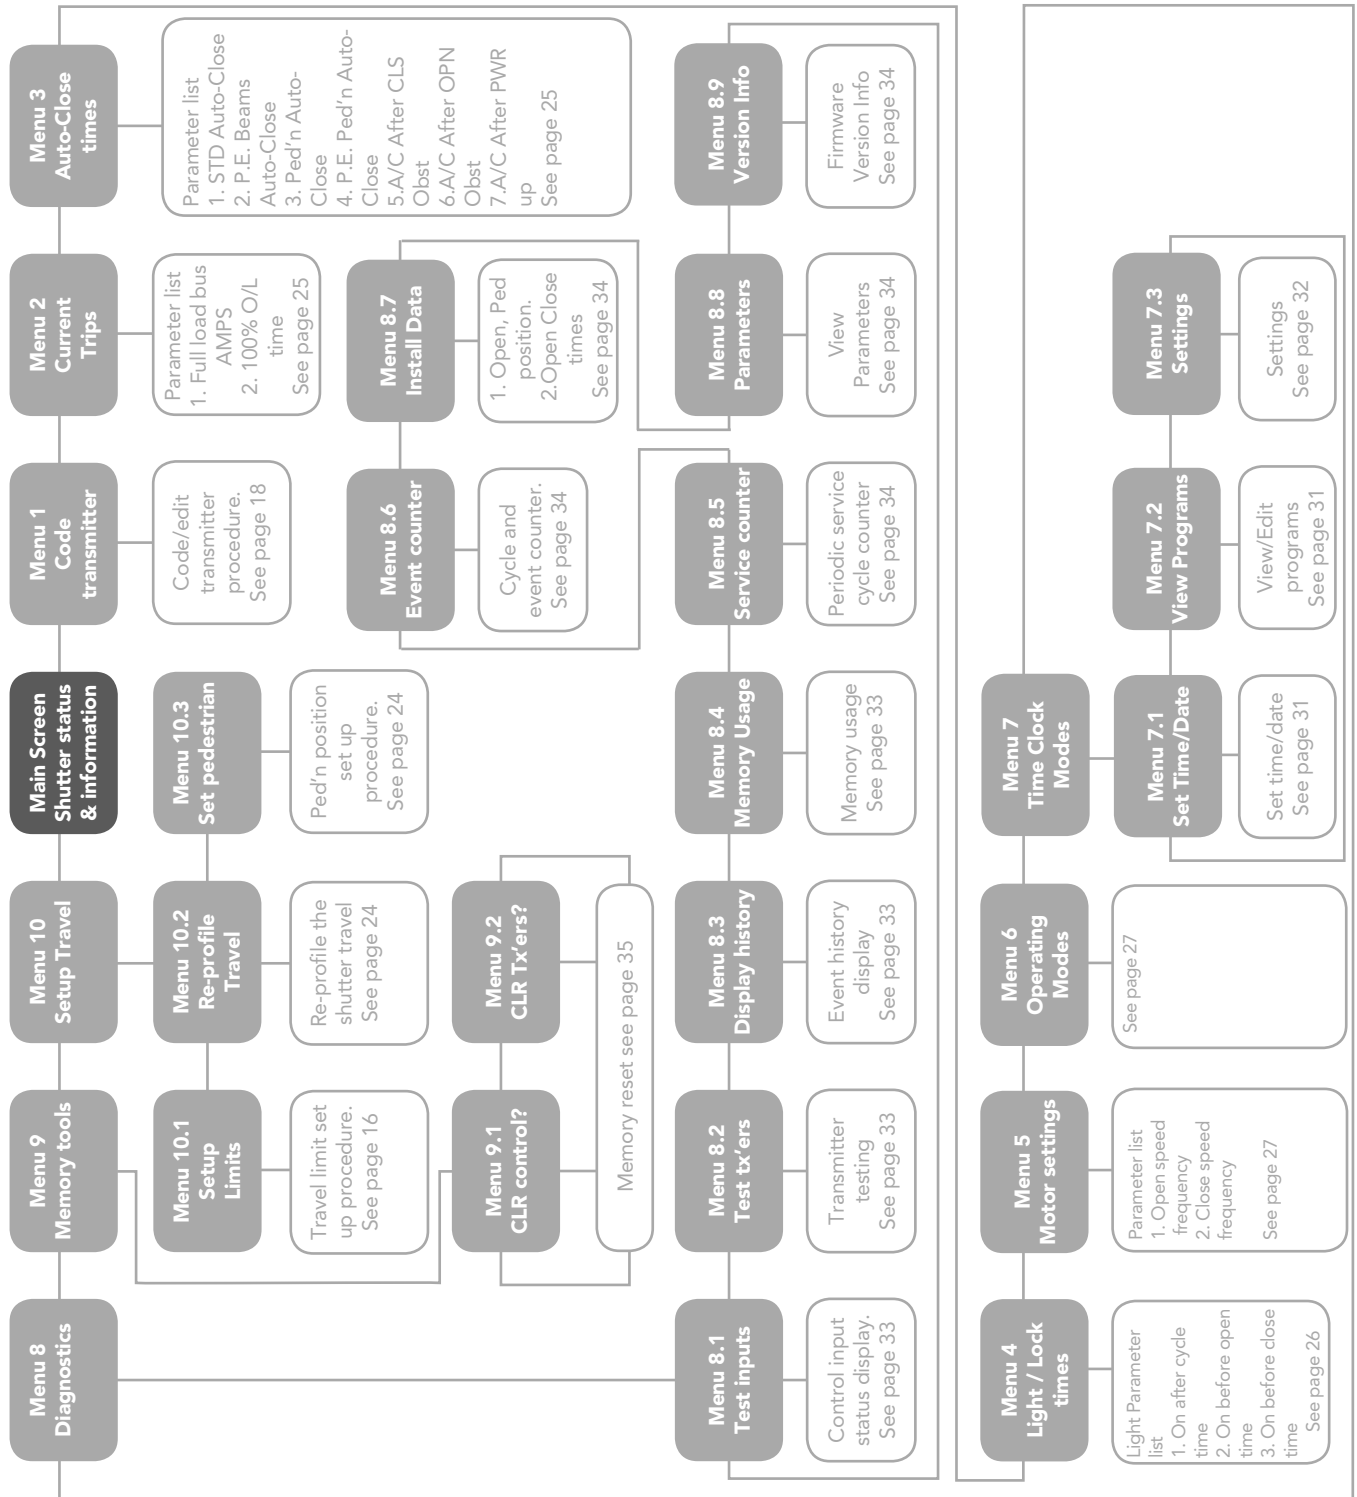 Menu 8
Diagnostics
Menu 9
Memory tools
Menu 10
Setup Travel
Main Screen
Shutter status
& information
Menu 1
Code
transmitter
Menu 2
Current
Trips
Menu 3
Auto-Close
times
Menu 10.1
Setup
Limits
Menu 10.2
Re-profile
Travel
Menu 10.3
Set pedestrian
Code/edit
transmitter
procedure.
See page 18
Parameter list
1. Full load bus
AMPS
2. 100% O/L
time
See page 25
Parameter list
1. STD Auto-Close
2. P.E. Beams
Auto-Close
3. Ped'n Auto-
Close
4. P.E. Ped'n Auto-
Close
5.A/C After CLS
Obst
6.A/C After OPN
Obst
7.A/C After PWR
up
See page 25
Travel limit set
up procedure.
See page 16
Re-profile the
shutter travel
See page 24
Ped'n position
set up
procedure.
See page 24
Menu 8.6
Event counter
Menu 8.7
Install Data
Menu 9.1
CLR control?
Menu 9.2
CLR Tx'ers?
Cycle and
event counter.
See page 34
1. Open, Ped
position.
2.Open Close
times
See page 34
Memory reset see page 35
Menu 8.1
Test inputs
Menu 8.2
Test tx'ers
Menu 8.3
Display history
Menu 8.4
Memory Usage
Menu 8.5
Service counter
Menu 8.8
Parameters
Menu 8.9
Version Info
Control input
status display.
See page 33
Transmitter
testing
See page 33
Event history
display
See page 33
Memory usage
See page 33
Periodic service
cycle counter
See page 34
View
Parameters
See page 34
Firmware
Version Info
See page 34
Menu 4
Light / Lock
times
Menu 5
Motor settings
Menu 6
Operating
Modes
Menu 7
Time Clock
Modes
Light Parameter
list
1. On after cycle
time
2. On before open
time
3. On before close
time
See page 26
Parameter list
1. Open speed
frequency
2. Close speed
frequency
See page 27
See page 27
Menu 7.1
Set Time/Date
Menu 7.2
View Programs
Menu 7.3
Settings
Set time/date
See page 31
View/Edit
programs
See page 31
Settings
See page 32